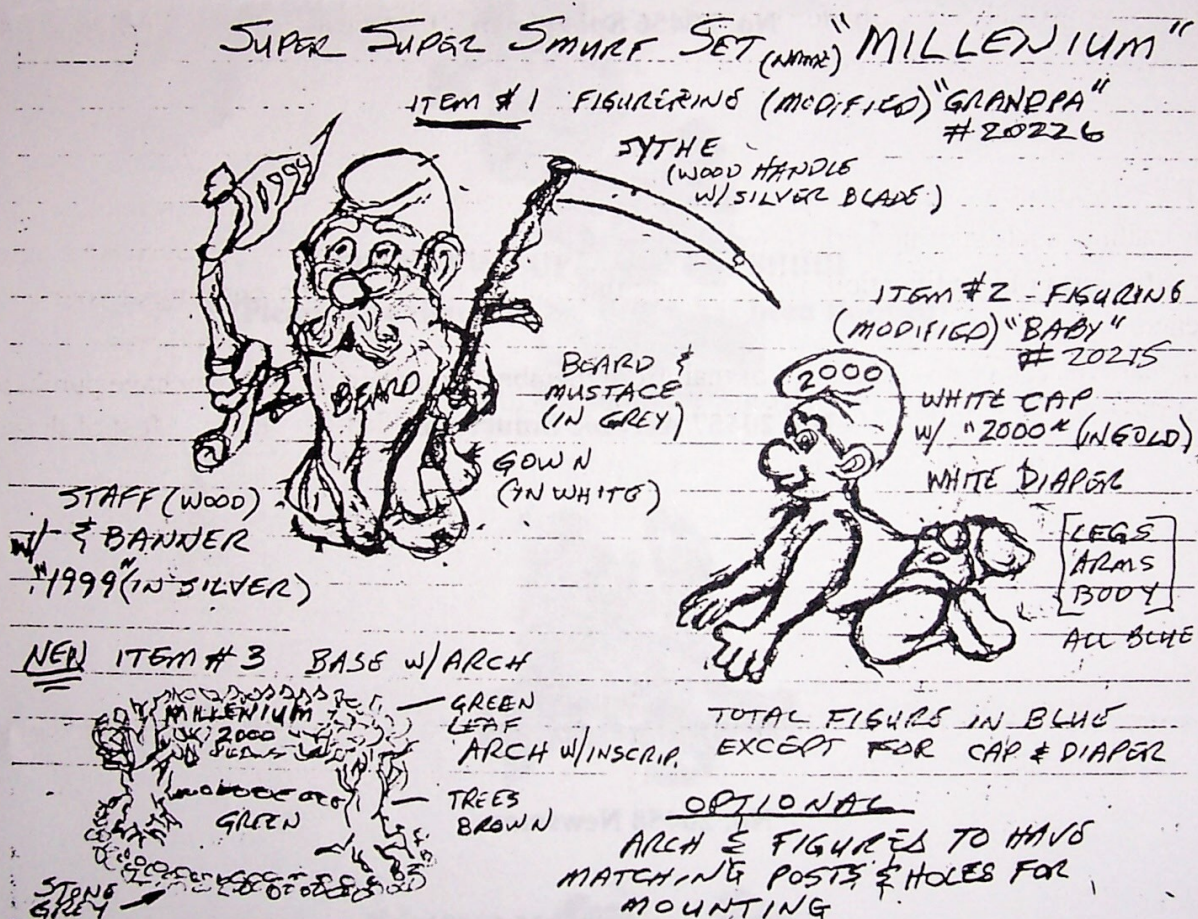 SUPER SUPER SMURF SET (NAME) "MILLENIUM"
ITEM #1 FIGURERING (MODIFIED) "GRANDPA"
#20226
SYTHE
(WOOD HANDLE
W/ SILVER BLADE)
1999
BEARD
BEARD &
MUSTACE
(IN GREY)
GOWN
(IN WHITE)
STAFF (WOOD)
W/ & BANNER
"1999" (IN SILVER)
ITEM #2 - FIGURING
(MODIFIED) "BABY"
#20215
2000
WHITE CAP
W/ "2000" (IN GOLD)
WHITE DIAPER
[LEGS
ARMS
BODY]
ALL BLUE
TOTAL FIGURE IN BLUE
EXCEPT FOR CAP & DIAPER
NEW ITEM #3 BASE W/ARCH
MILLENIUM
2000
GREEN
LEAF
ARCH W/INSCRIP.
TREES
BROWN
GREEN
STONE
GREY
OPTIONAL
ARCH & FIGURES TO HAVE
MATCHING POSTS & HOLES FOR
MOUNTING